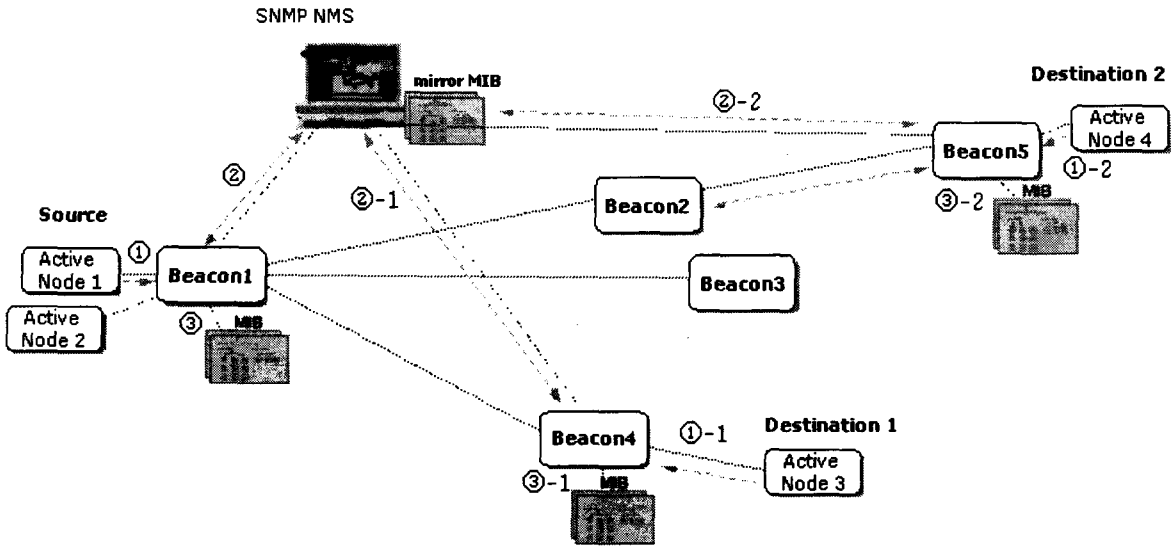 SNMP NMS
mirror MIB
Destination 2
②-2
Active
Node 4
Beacon5
①-2
②
②-1
③-2
MIB
Beacon2
Source
①
Active
Node 1
Beacon1
Beacon3
Active
Node 2
③
MIB
Beacon4
①-1
Destination 1
Active
Node 3
③-1
MIB